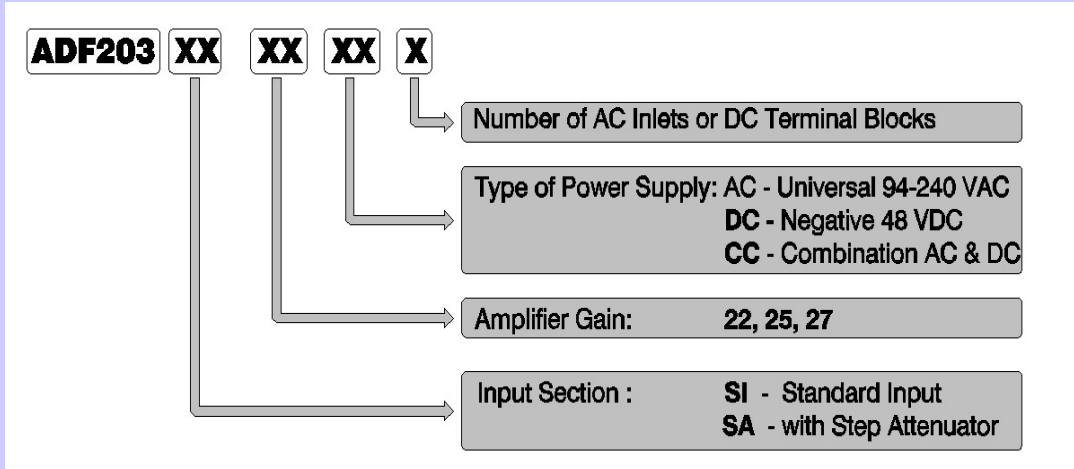 ADF203 XX XX XX X
Number of AC Inlets or DC Terminal Blocks
Type of Power Supply: AC - Universal 94-240 VAC
DC - Negative 48 VDC
CC - Combination AC & DC
Amplifier Gain: 22, 25, 27
Input Section : SI - Standard Input
SA - with Step Attenuator